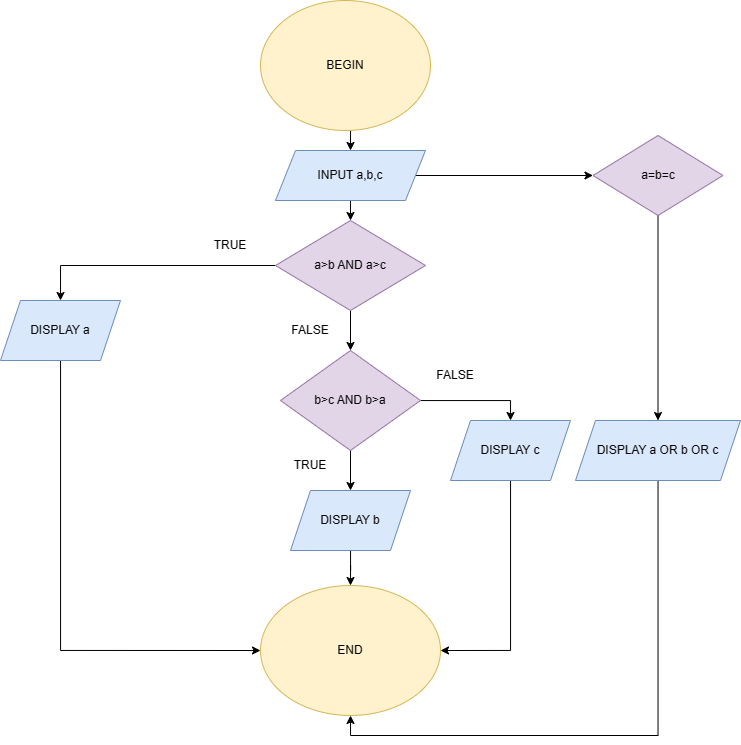 BEGIN
INPUT a,b,c
a=b=c
TRUE
a>b AND a>c
DISPLAY a
FALSE
FALSE
b>c AND b>a
DISPLAY c
DISPLAY a OR b OR c
TRUE
DISPLAY b
END